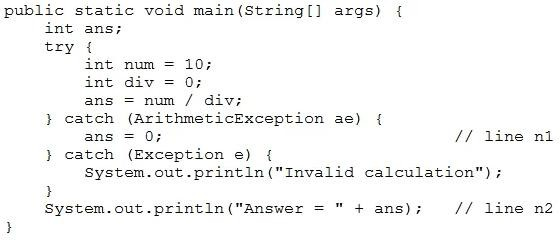 public static void main(String[] args) {
    int ans;
    try {
        int num = 10;
        int div = 0;
        ans = num / div;
    } catch (ArithmeticException ae) {
        ans = 0;                             // line n1
    } catch (Exception e) {
        System.out.println("Invalid calculation");
    }
    System.out.println("Answer = " + ans);   // line n2
}